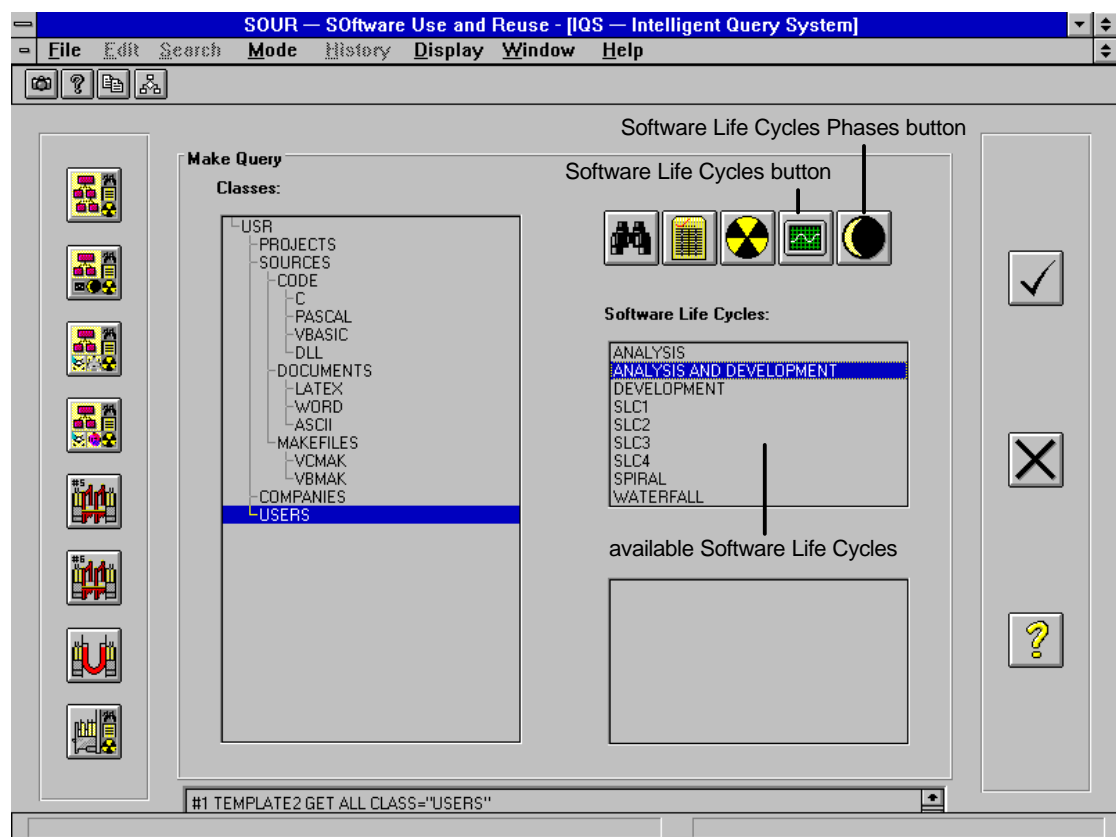 SOUR — SOftware Use and Reuse - [IQS — Intelligent Query System]
File Edit Search Mode History Display Window Help
Software Life Cycles Phases button
Make Query
Software Life Cycles button
Classes:
USR
PROJECTS
SOURCES
CODE
C
PASCAL
VBASIC
DLL
DOCUMENTS
LATEX
WORD
ASCII
MAKEFILES
VCMAK
VBMAK
COMPANIES
USERS
Software Life Cycles:
ANALYSIS
ANALYSIS AND DEVELOPMENT
DEVELOPMENT
SLC1
SLC2
SLC3
SLC4
SPIRAL
WATERFALL
available Software Life Cycles
#5
#6
#1 TEMPLATE2 GET ALL CLASS="USERS"